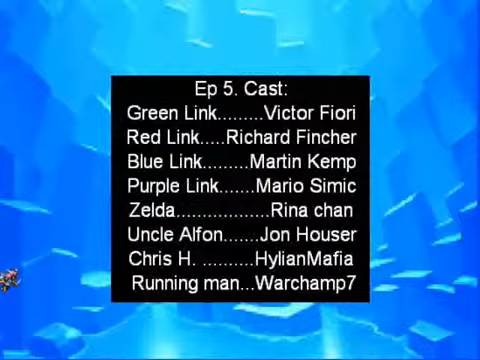 Ep 5. Cast:
Green Link.........Victor Fiori
Red Link.....Richard Fincher
Blue Link.........Martin Kemp
Purple Link.......Mario Simic
Zelda..................Rina chan
Uncle Alfon.......Jon Houser
Chris H. ..........HylianMafia
Running man...Warchamp7